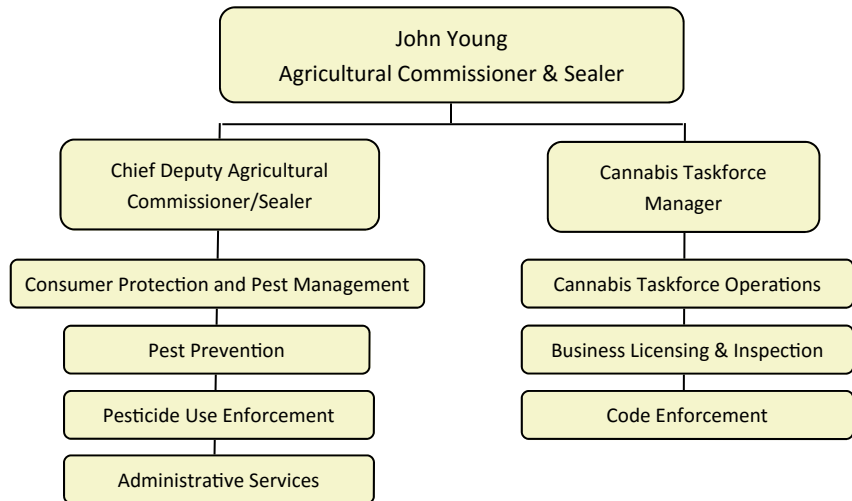 John Young
Agricultural Commissioner & Sealer
Chief Deputy Agricultural
Commissioner/Sealer
Consumer Protection and Pest Management
Pest Prevention
Pesticide Use Enforcement
Administrative Services
Cannabis Taskforce
Manager
Cannabis Taskforce Operations
Business Licensing & Inspection
Code Enforcement